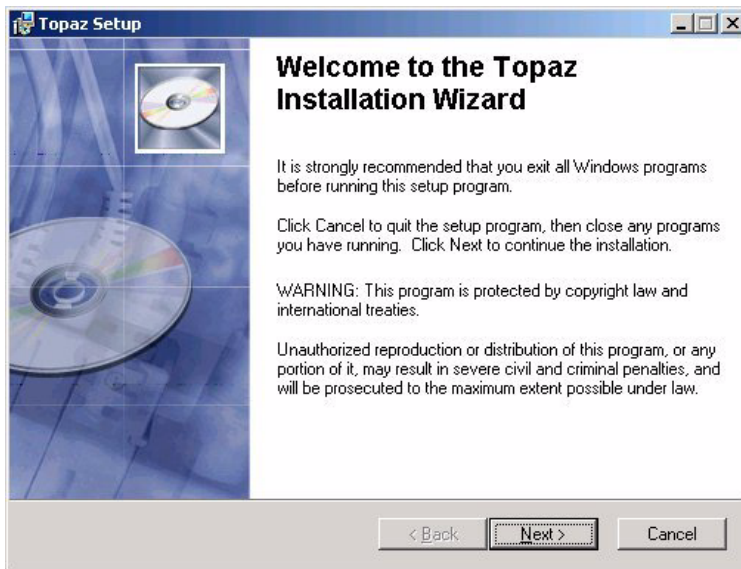 Topaz Setup
Welcome to the Topaz
Installation Wizard
It is strongly recommended that you exit all Windows programs
before running this setup program.
Click Cancel to quit the setup program, then close any programs
you have running.  Click Next to continue the installation.
WARNING: This program is protected by copyright law and
international treaties.
Unauthorized reproduction or distribution of this program, or any
portion of it, may result in severe civil and criminal penalties, and
will be prosecuted to the maximum extent possible under law.
< Back
Next >
Cancel